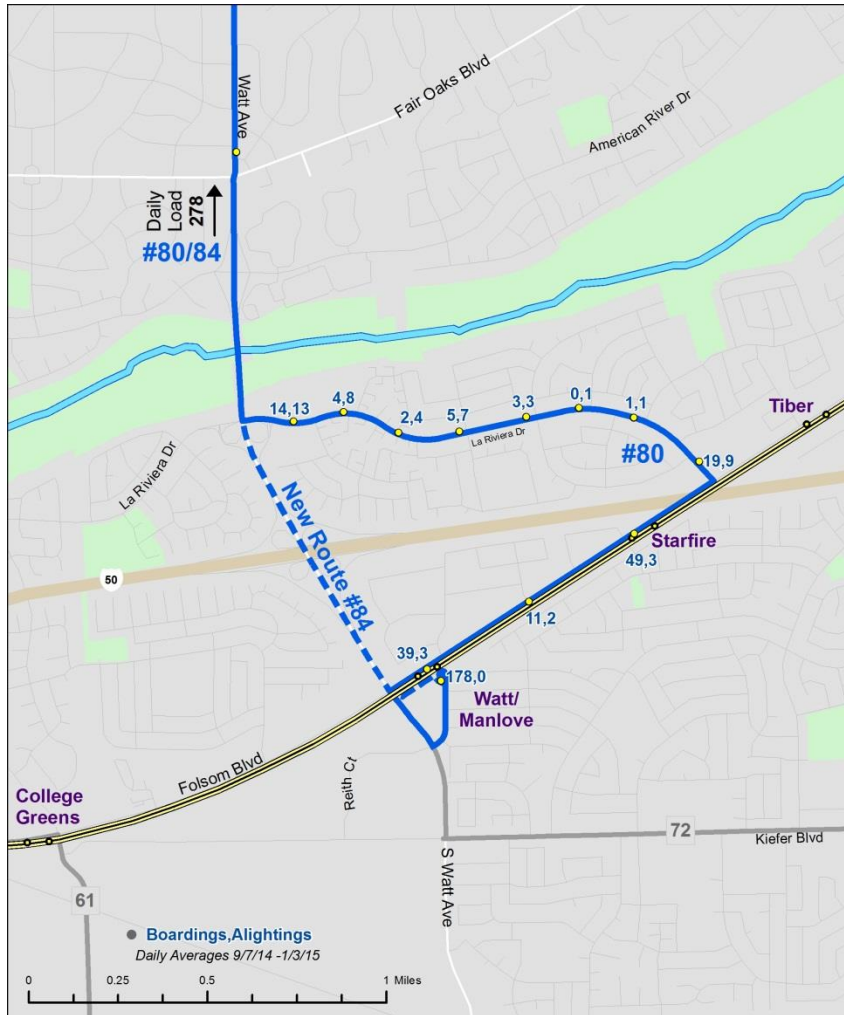 Watt Ave
Fair Oaks Blvd
American River Dr
Daily
Load
278
#80/84
14,13
4,8
2,4
5,7
3,3
0,1
1,1
Tiber
La Riviera Dr
#80
19,9
La Riviera Dr
New Route #84
Starfire
49,3
50
11,2
39,3
178,0
Watt/
Manlove
Folsom Blvd
Reith Ct
College
Greens
72
Kiefer Blvd
S Watt Ave
61
Boardings,Alightings
Daily Averages 9/7/14 -1/3/15
0 0.25 0.5 1 Miles